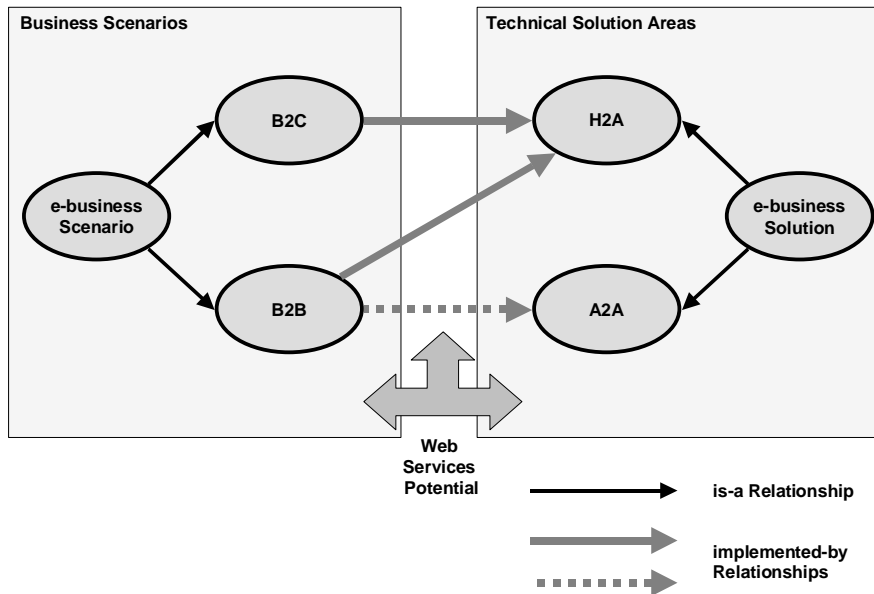 Business Scenarios
Technical Solution Areas
B2C
H2A
e-business
Scenario
e-business
Solution
B2B
A2A
Web
Services
Potential
is-a Relationship
implemented-by
Relationships